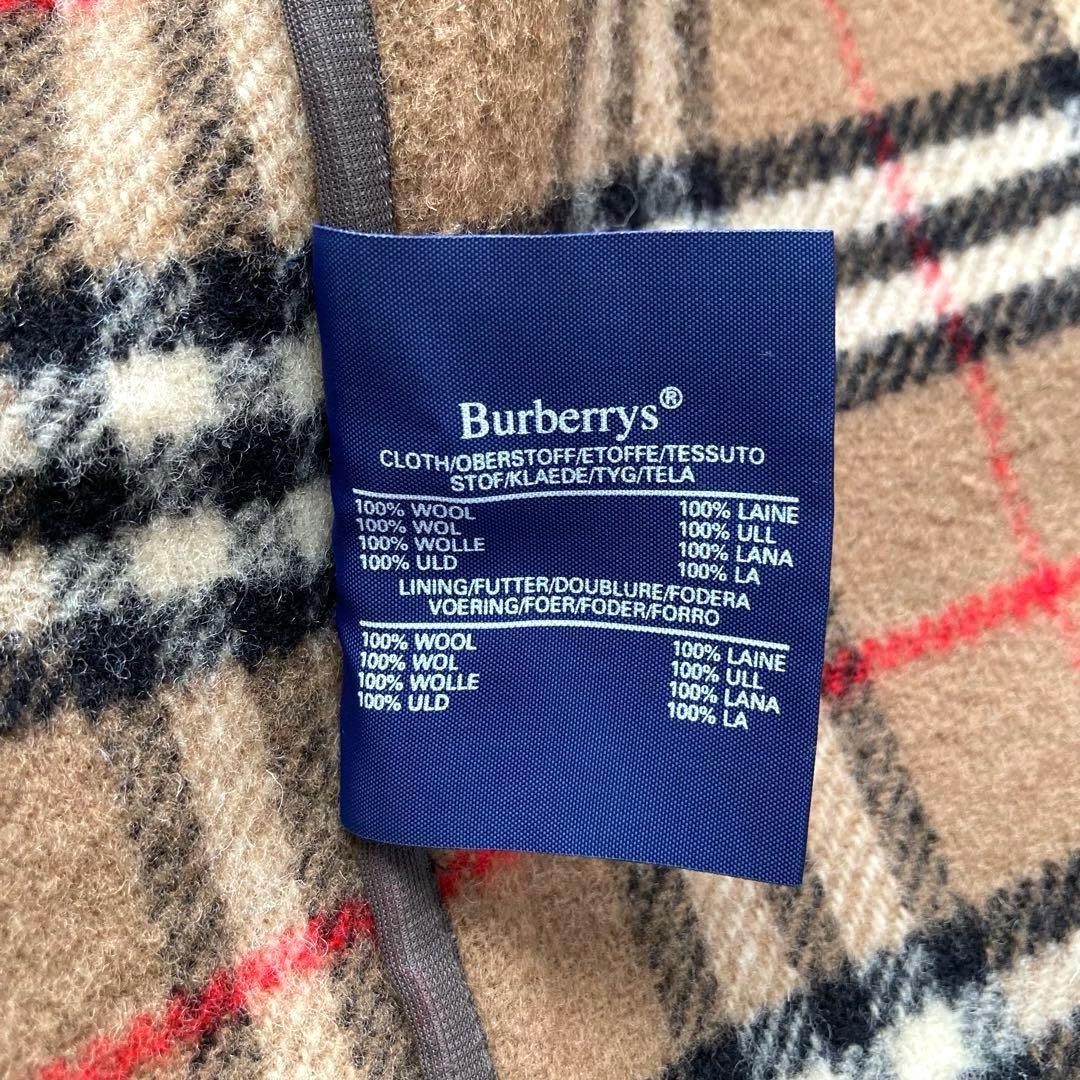 Burberrys®
CLOTH/OBERSTOFF/ETOFFE/TESSUTO
STOF/KLAEDE/TYG/TELA
100% WOOL 100% LAINE
100% WOL 100% ULL
100% WOLLE 100% LANA
100% ULD 100% LA
LINING/FUTTER/DOUBLURE/FODERA
VOERING/FOER/FODER/FORRO
100% WOOL 100% LAINE
100% WOL 100% ULL
100% WOLLE 100% LANA
100% ULD 100% LA